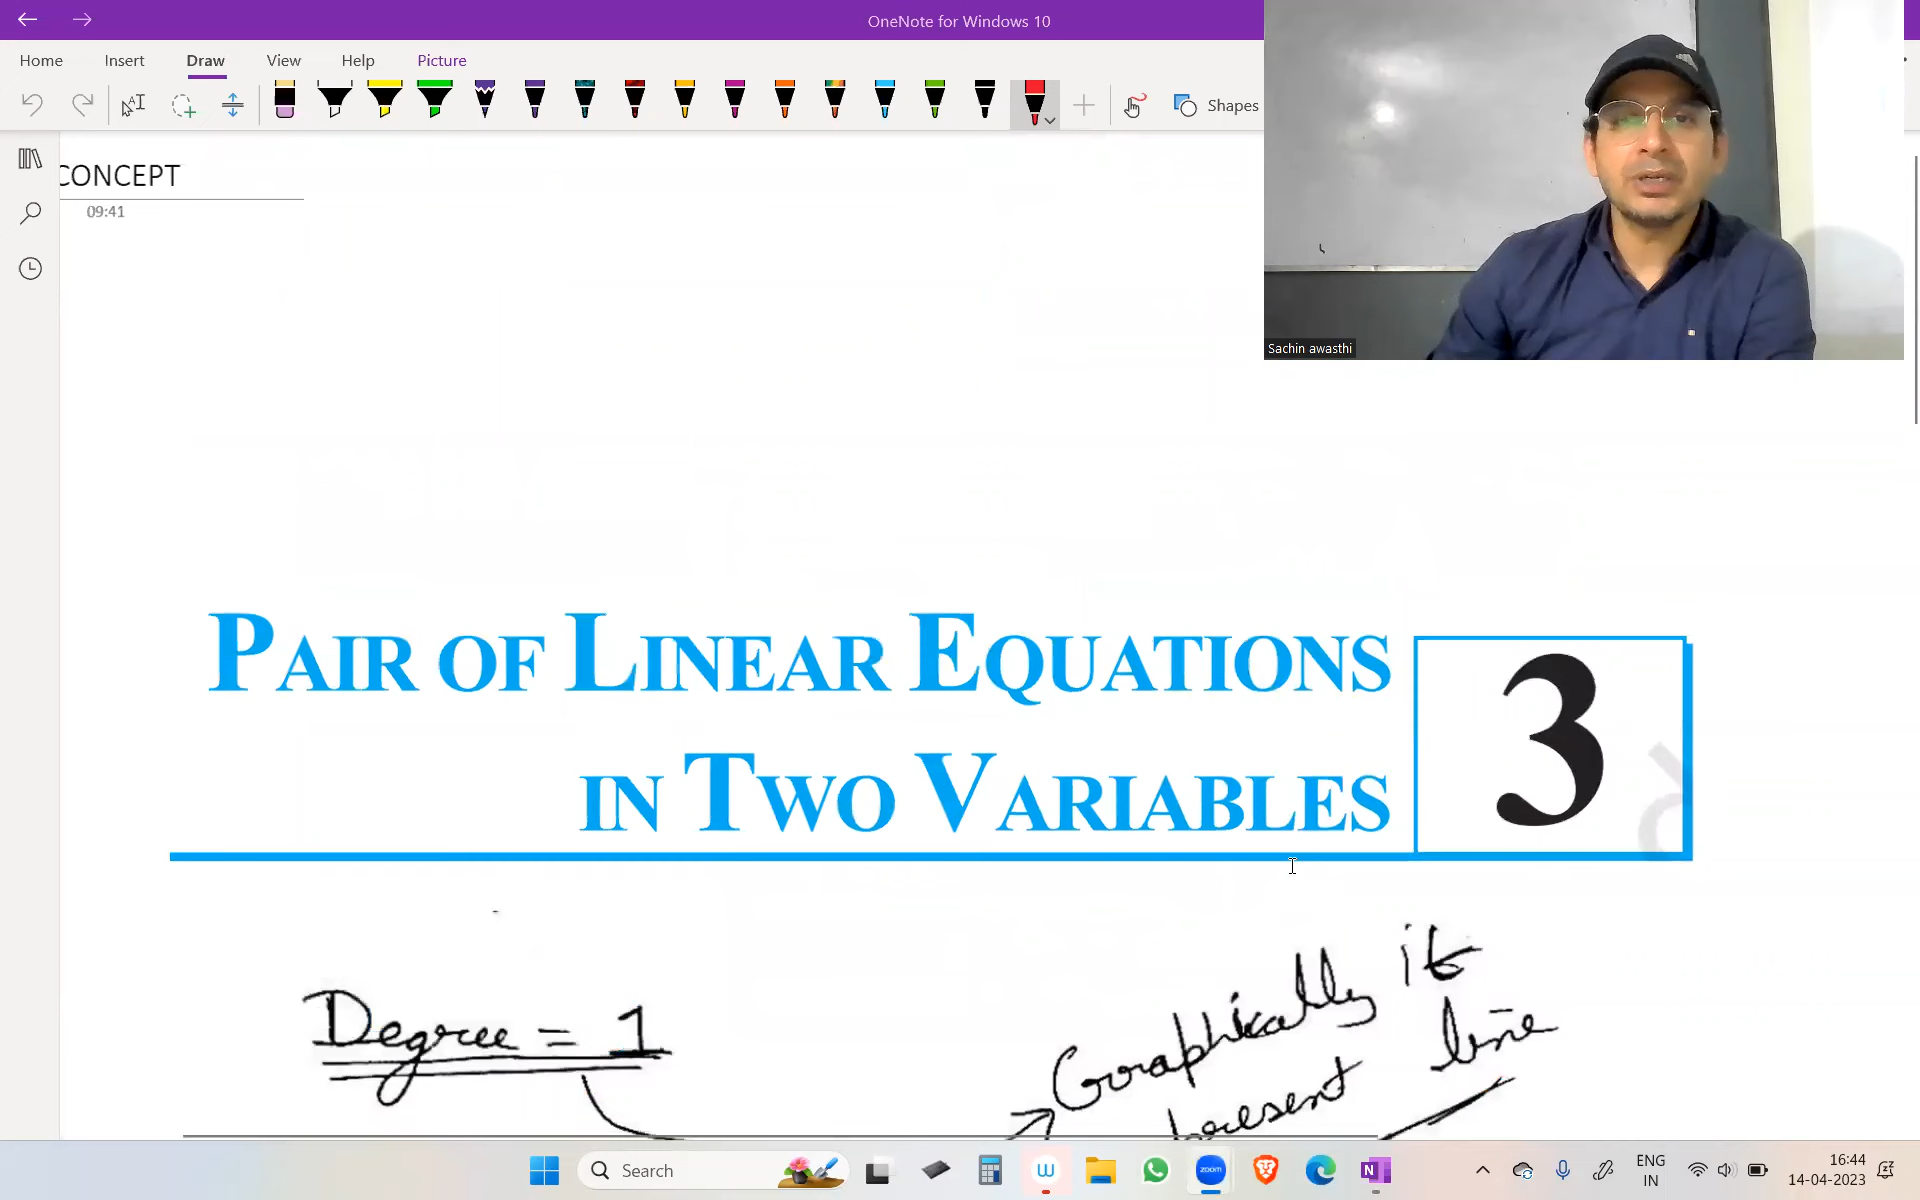 OneNote for Windows 10
Home Insert Draw View Help Picture
Shapes
CONCEPT
09:41
Sachin awasthi
PAIR OF LINEAR EQUATIONS
IN TWO VARIABLES
3
Degree = 1
Graphically it
line
Search
zoom
ENG
IN
16:44
14-04-2023